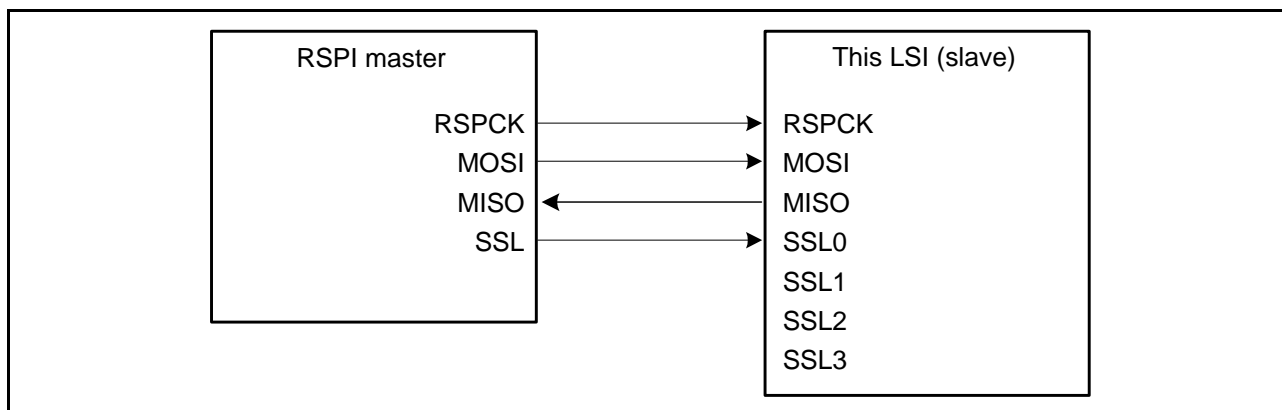 RSPI master
RSPCK
MOSI
MISO
SSL
This LSI (slave)
RSPCK
MOSI
MISO
SSL0
SSL1
SSL2
SSL3